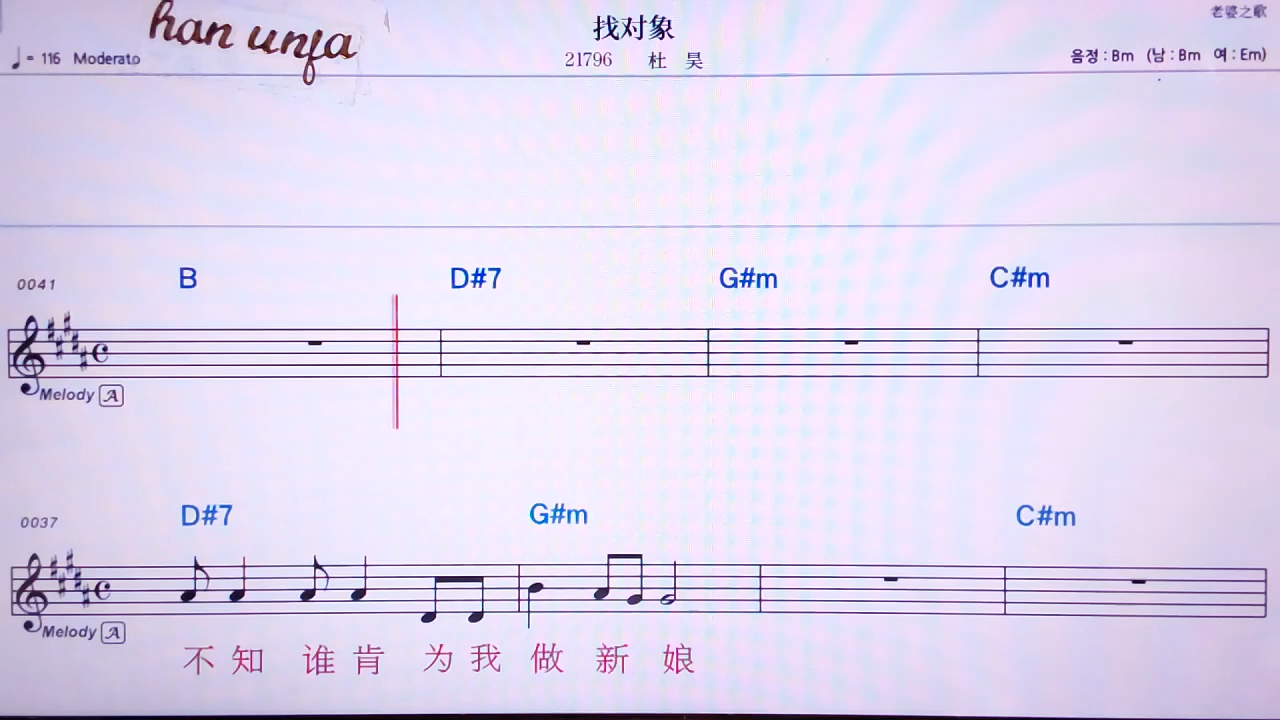 han unfa
找对象
老婆之歌
♩= 116 Moderato
21796 杜 昊
음정 : Bm (남 : Bm 여 : Em)
0041 B D#7 G#m C#m
Melody A
0037 D#7 G#m C#m
Melody A
不 知 谁 肯 为 我 做 新 娘